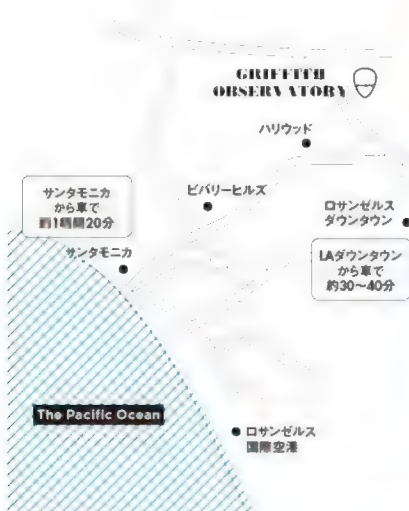 GRIFFITH
OBSERVATORY
ハリウッド
ビバリーヒルズ
サンタモニカ
から車で
約1時間20分
ロサンゼルス
ダウンタウン
サンタモニカ
LAダウンタウン
から車で
約30〜40分
The Pacific Ocean
ロサンゼルス
国際空港